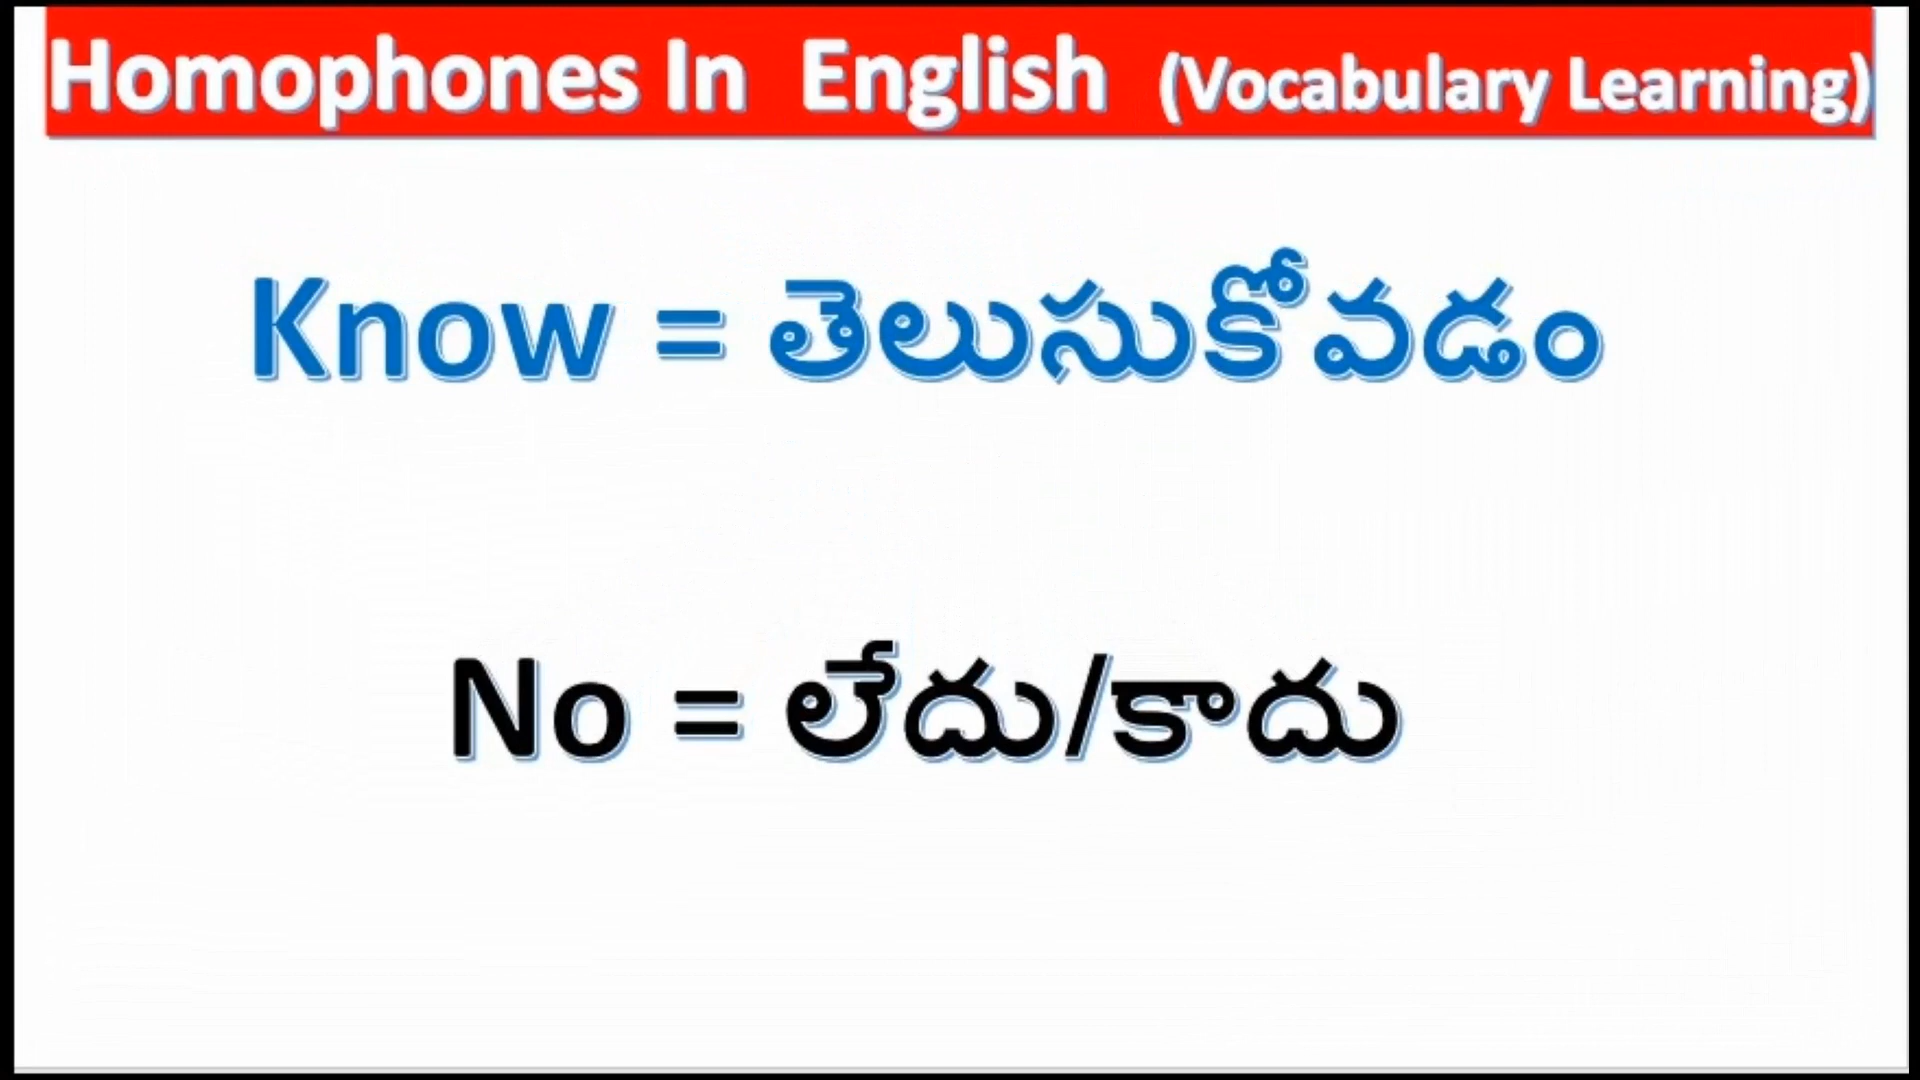 Homophones In English (Vocabulary Learning)
Know = తెలుసుకోవడం
No = లేదు/కాదు